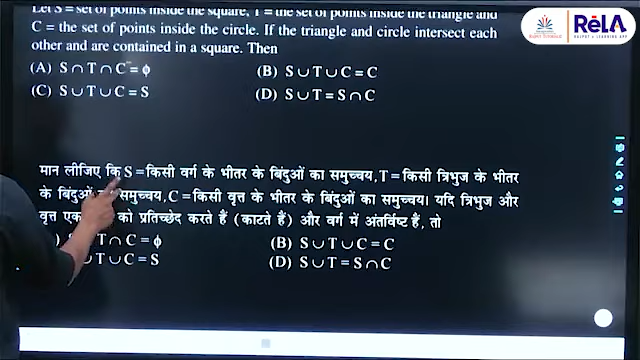 Let S = set of points inside the square, T = the set of points inside the triangle and
C = the set of points inside the circle. If the triangle and circle intersect each
other and are contained in a square. Then
(A) S ∩ T ∩ C = ϕ (B) S ∪ T ∪ C = C
(C) S ∪ T ∪ C = S (D) S ∪ T = S ∩ C
मान लीजिए कि S = किसी वर्ग के भीतर के बिंदुओं का समुच्चय, T = किसी त्रिभुज के भीतर
के बिंदुओं समुच्चय, C = किसी वृत्त के भीतर के बिंदुओं का समुच्चय। यदि त्रिभुज और
वृत्त एक को प्रतिच्छेद करते हैं (काटते हैं) और वर्ग में अंतर्विष्ट हैं, तो
) S T ∩ C = ϕ (B) S ∪ T ∪ C = C
∪ T ∪ C = S (D) S ∪ T = S ∩ C
RELA